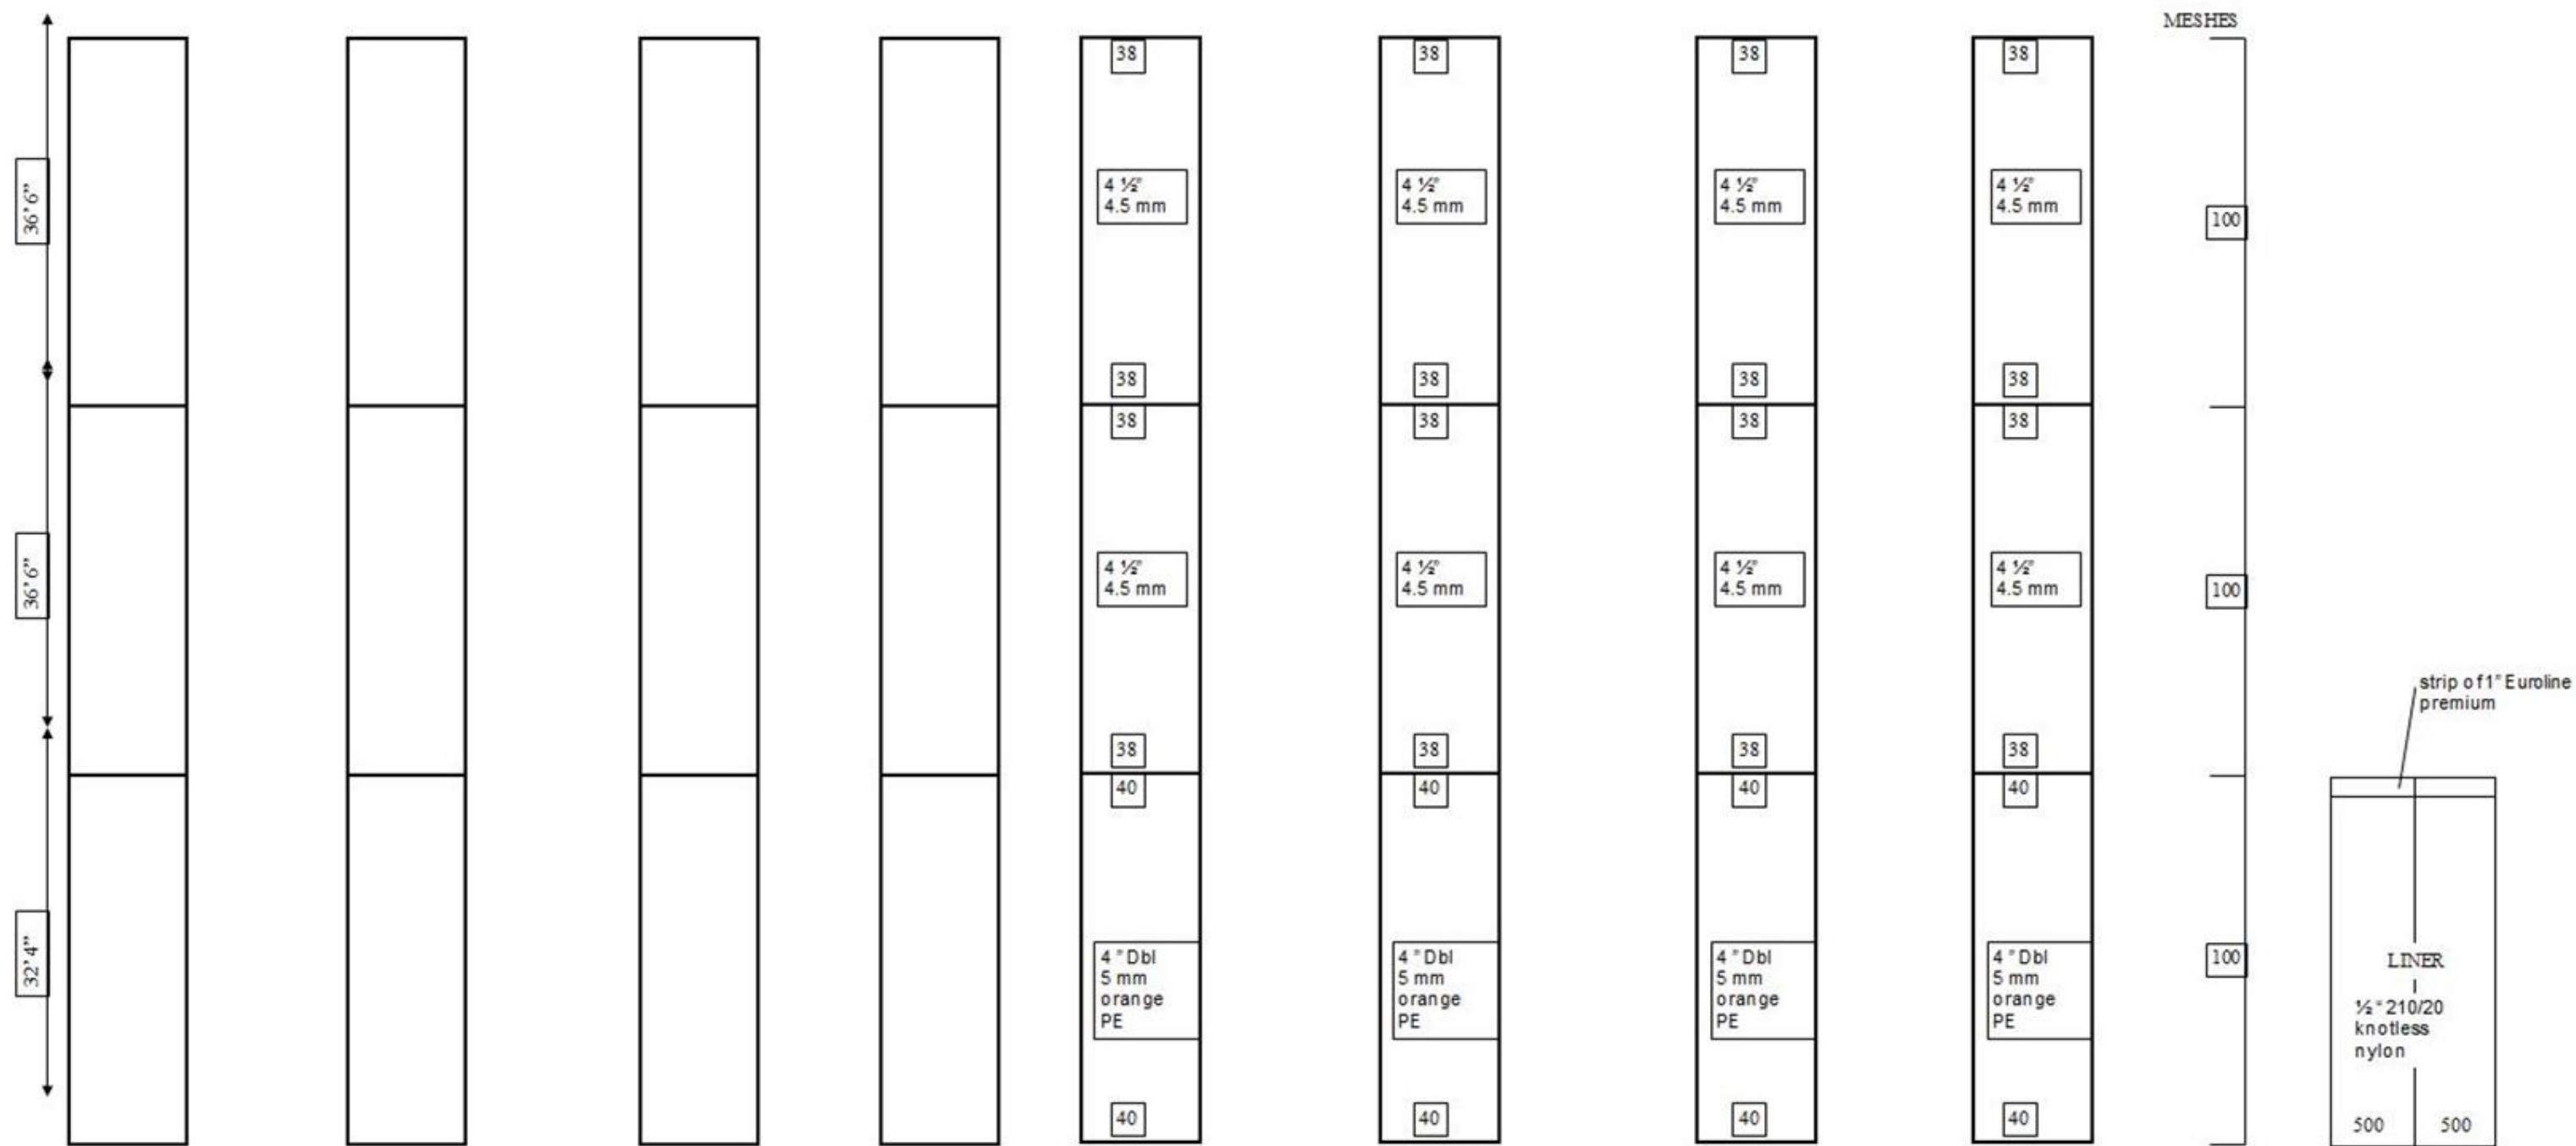 MESHES
38 38 38 38
36' 6"
4 ½" 4 ½" 4 ½" 4 ½"
4.5 mm 4.5 mm 4.5 mm 4.5 mm
100
38 38 38 38
38 38 38 38
36' 6"
4 ½" 4 ½" 4 ½" 4 ½"
4.5 mm 4.5 mm 4.5 mm 4.5 mm
100
strip of 1" Euroline
premium
38 38 38 38
40 40 40 40
32' 4"
4 " Dbl 4 " Dbl 4 " Dbl 4 " Dbl
5 mm 5 mm 5 mm 5 mm
orange orange orange orange
PE PE PE PE
100
LINER
½" 210/20
knotless
nylon
40 40 40 40
500 500